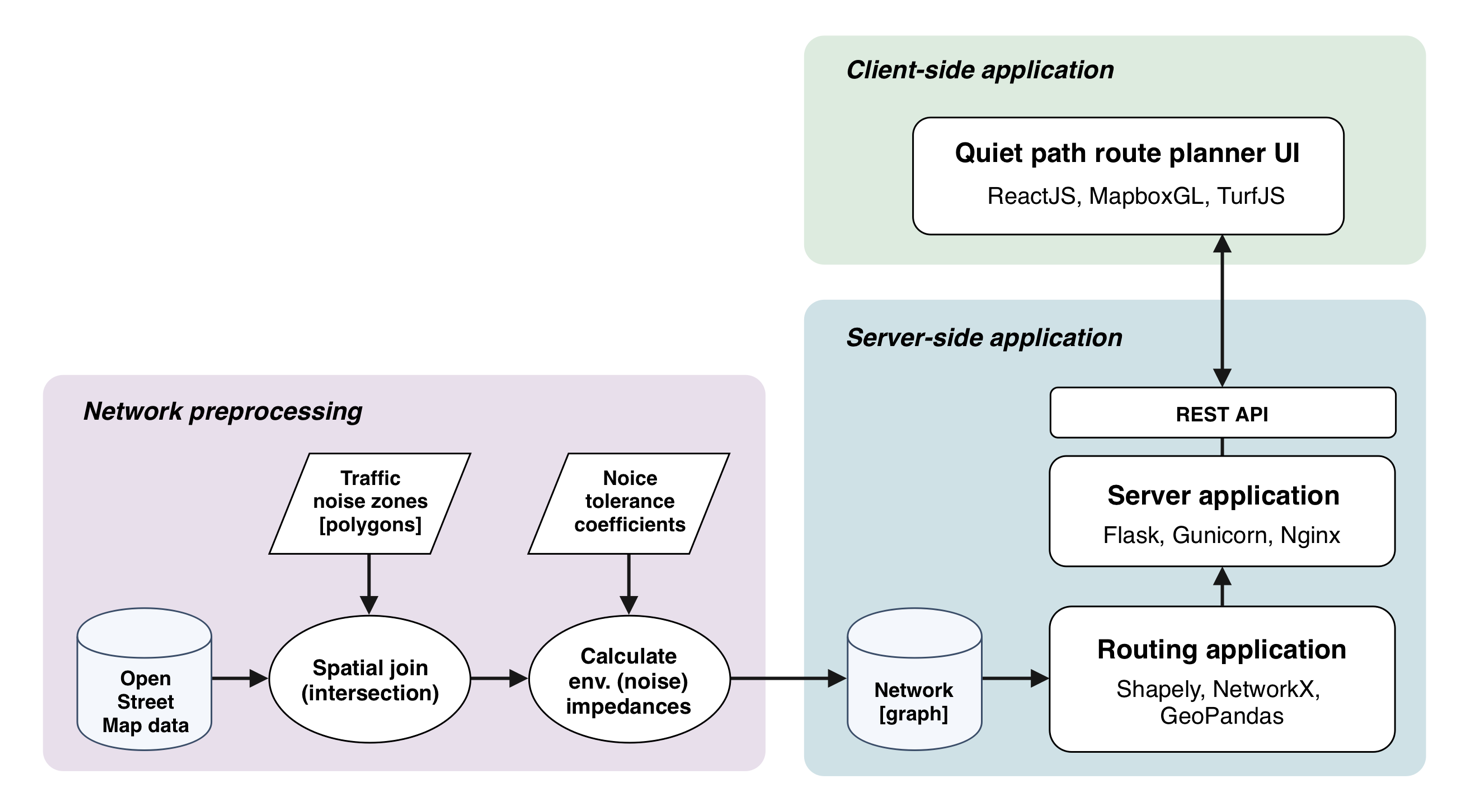 Client-side application
Quiet path route planner UI
ReactJS, MapboxGL, TurfJS
Server-side application
REST API
Server application
Flask, Gunicorn, Nginx
Routing application
Shapely, NetworkX,
GeoPandas
Network
[graph]
Network preprocessing
Traffic
noise zones
[polygons]
Noice
tolerance
coefficients
Open
Street
Map data
Spatial join
(intersection)
Calculate
env. (noise)
impedances